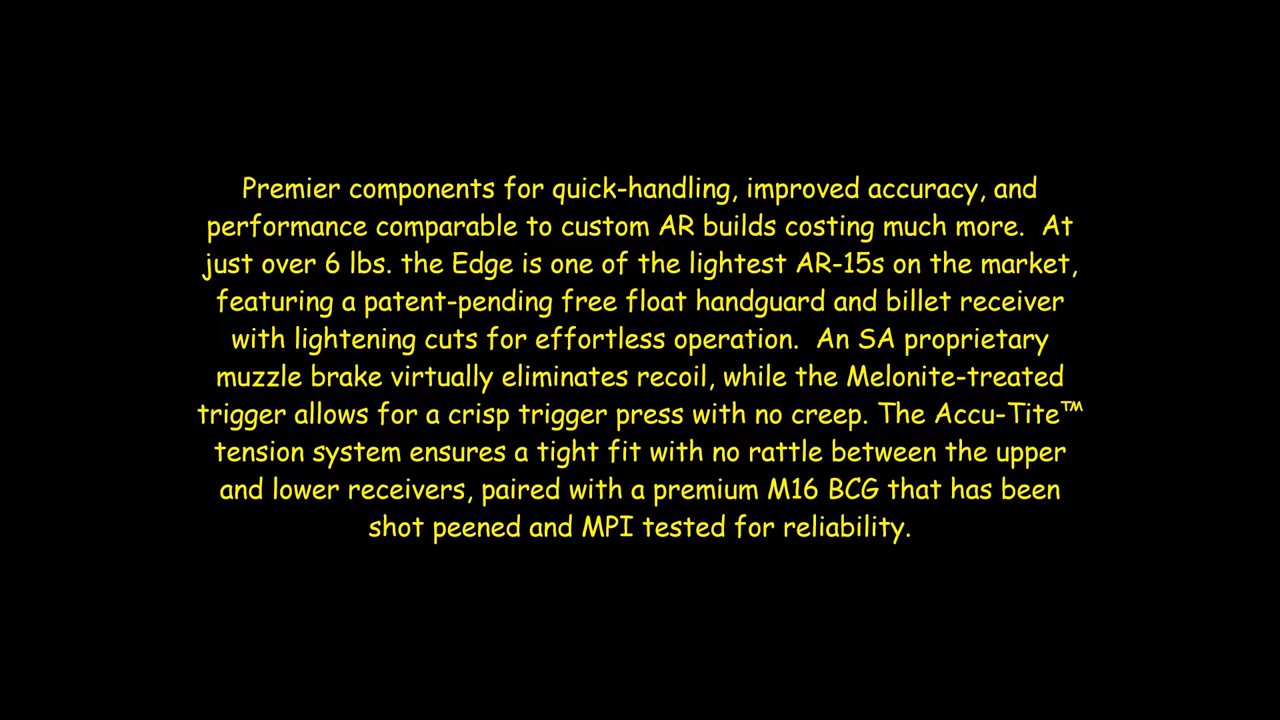 Premier components for quick-handling, improved accuracy, and
performance comparable to custom AR builds costing much more.  At
just over 6 lbs. the Edge is one of the lightest AR-15s on the market,
featuring a patent-pending free float handguard and billet receiver
with lightening cuts for effortless operation.  An SA proprietary
muzzle brake virtually eliminates recoil, while the Melonite-treated
trigger allows for a crisp trigger press with no creep. The Accu-Tite™
tension system ensures a tight fit with no rattle between the upper
and lower receivers, paired with a premium M16 BCG that has been
shot peened and MPI tested for reliability.